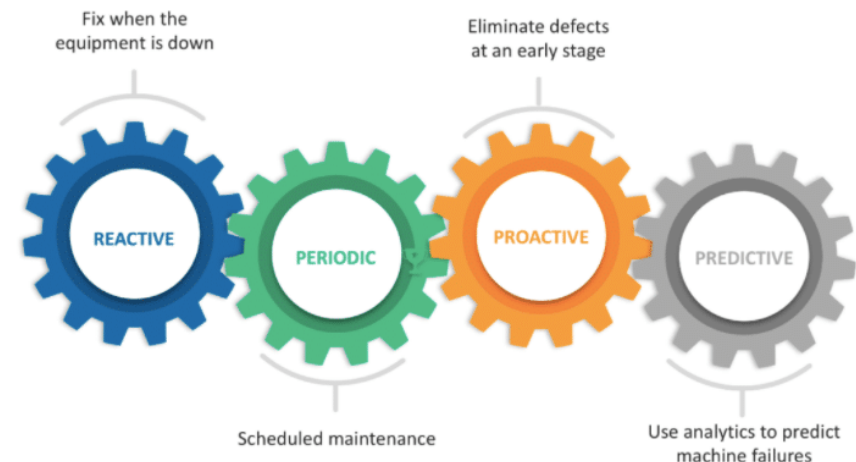 Fix when the
equipment is down
Eliminate defects
at an early stage
REACTIVE
PERIODIC
PROACTIVE
PREDICTIVE
Scheduled maintenance
Use analytics to predict
machine failures